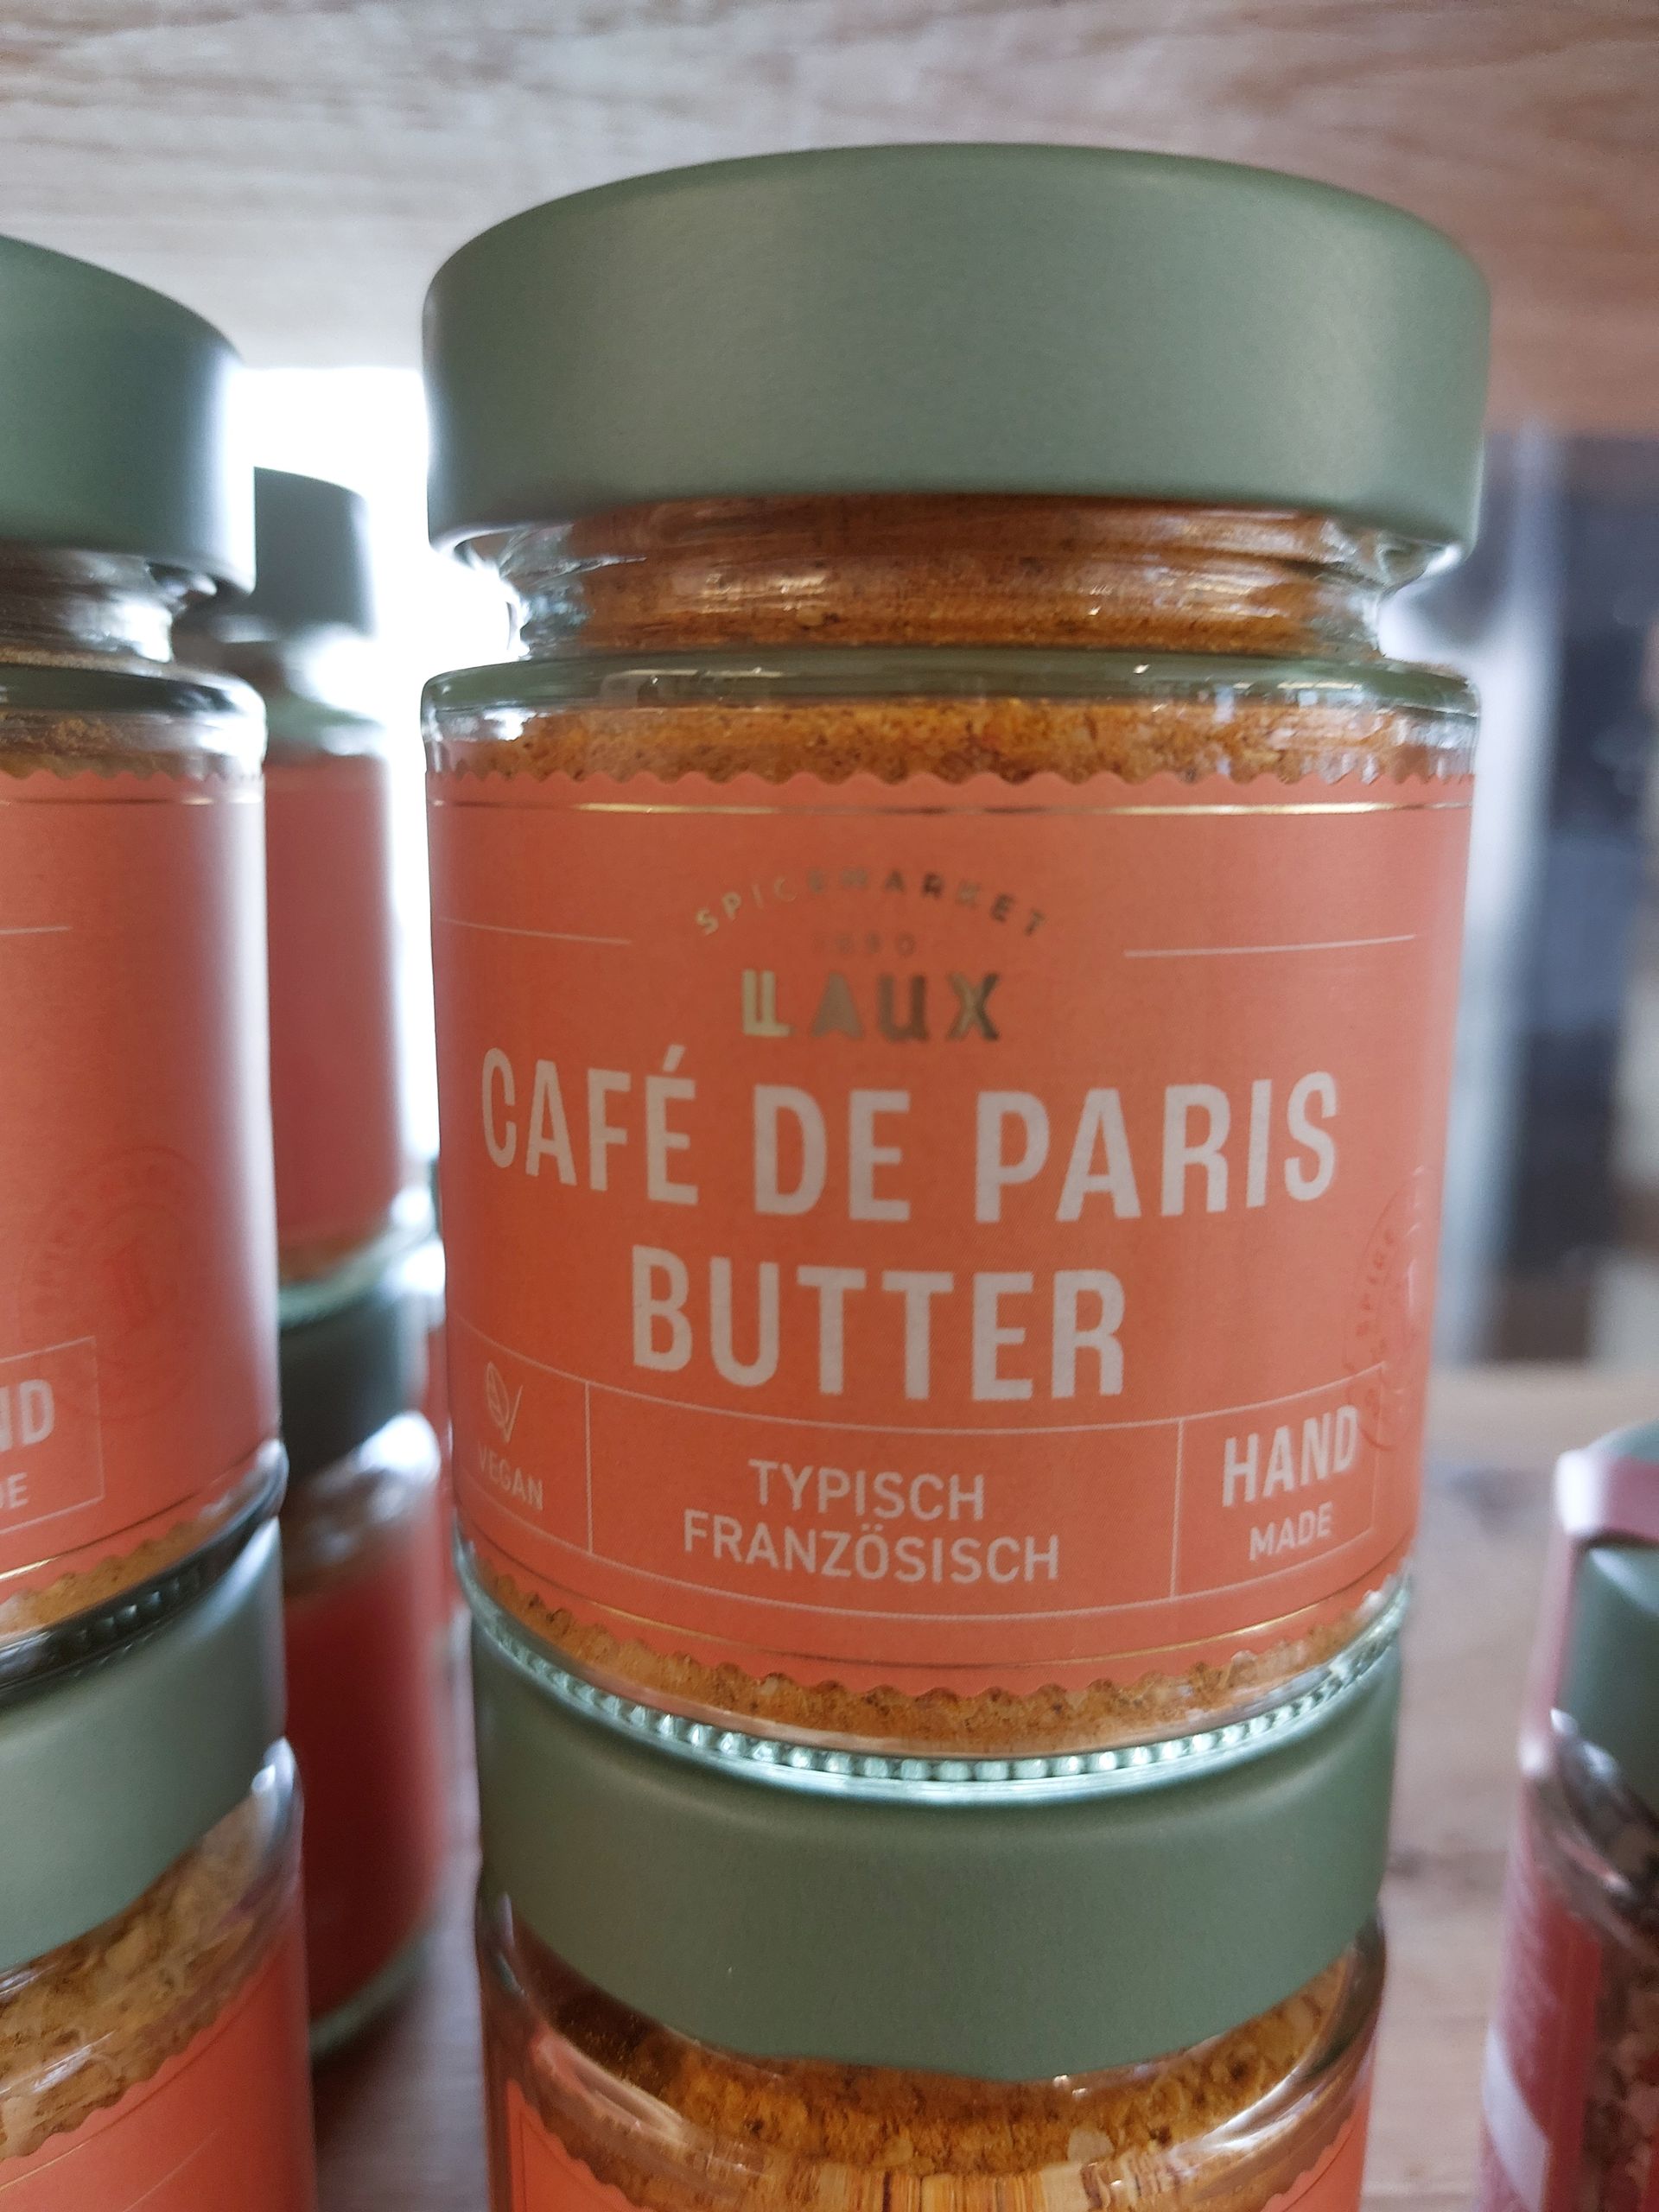 SPICEMARKET
LAUX
CAFÉ DE PARIS
BUTTER
VEGAN
TYPISCH
FRANZÖSISCH
HAND
MADE